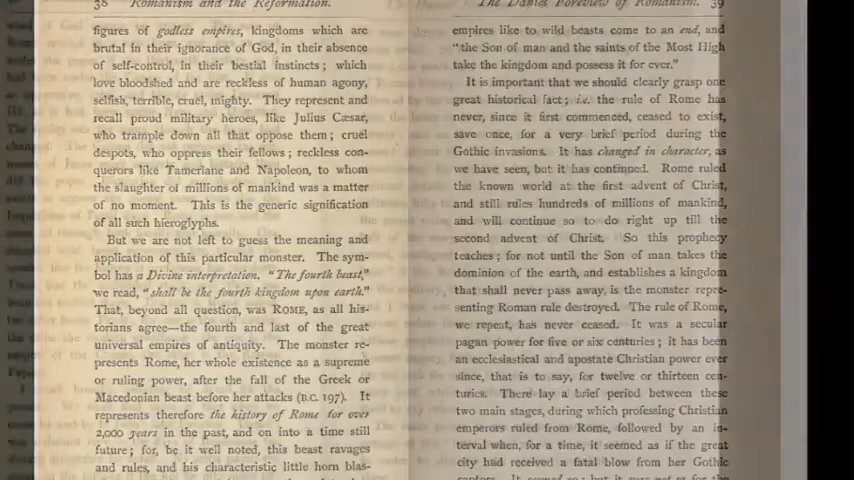 38 Romanism and the Reformation.
figures of godless empires, kingdoms which are
brutal in their ignorance of God, in their absence
of self-control, in their bestial instincts; which
love bloodshed and are reckless of human agony,
selfish, terrible, cruel, mighty. They represent and
recall proud military heroes, like Julius Cæsar,
who trample down all that oppose them; cruel
despots, who oppress their fellows; reckless con-
querors like Tamerlane and Napoleon, to whom
the slaughter of millions of mankind was a matter
of no moment. This is the generic signification
of all such hieroglyphs.
But we are not left to guess the meaning and
application of this particular monster. The sym-
bol has a Divine interpretation. "The fourth beast,"
we read, "shall be the fourth kingdom upon earth."
That, beyond all question, was ROME, as all his-
torians agree—the fourth and last of the great
universal empires of antiquity. The monster re-
presents Rome, her whole existence as a supreme
or ruling power, after the fall of the Greek or
Macedonian beast before her attacks (B.C. 197). It
represents therefore the history of Rome for over
2,000 years in the past, and on into a time still
future; for, be it well noted, this beast ravages
and rules, and his characteristic little horn blas-
The Daniel Foreview of Romanism. 39
empires like to wild beasts come to an end, and
"the Son of man and the saints of the Most High
take the kingdom and possess it for ever."
It is important that we should clearly grasp one
great historical fact; i.e. the rule of Rome has
never, since it first commenced, ceased to exist,
save once, for a very brief period during the
Gothic invasions. It has changed in character, as
we have seen, but it has continued. Rome ruled
the known world at the first advent of Christ,
and still rules hundreds of millions of mankind,
and will continue so to do right up till the
second advent of Christ. So this prophecy
teaches; for not until the Son of man takes the
dominion of the earth, and establishes a kingdom
that shall never pass away, is the monster repre-
senting Roman rule destroyed. The rule of Rome,
we repeat, has never ceased. It was a secular
pagan power for five or six centuries; it has been
an ecclesiastical and apostate Christian power ever
since, that is to say, for twelve or thirteen cen-
turies. There lay a brief period between these
two main stages, during which professing Christian
emperors ruled from Rome, followed by an in-
terval when, for a time, it seemed as if the great
city had received a fatal blow from her Gothic
captors. It seemed so; but it was not so for the